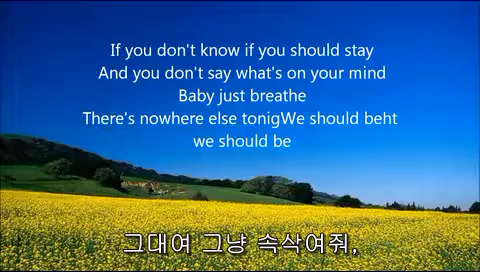 If you don't know if you should stay
And you don't say what's on your mind
Baby just breathe
There's nowhere else tonigWe should beht
we should be
그대여 그냥 속삭여줘,